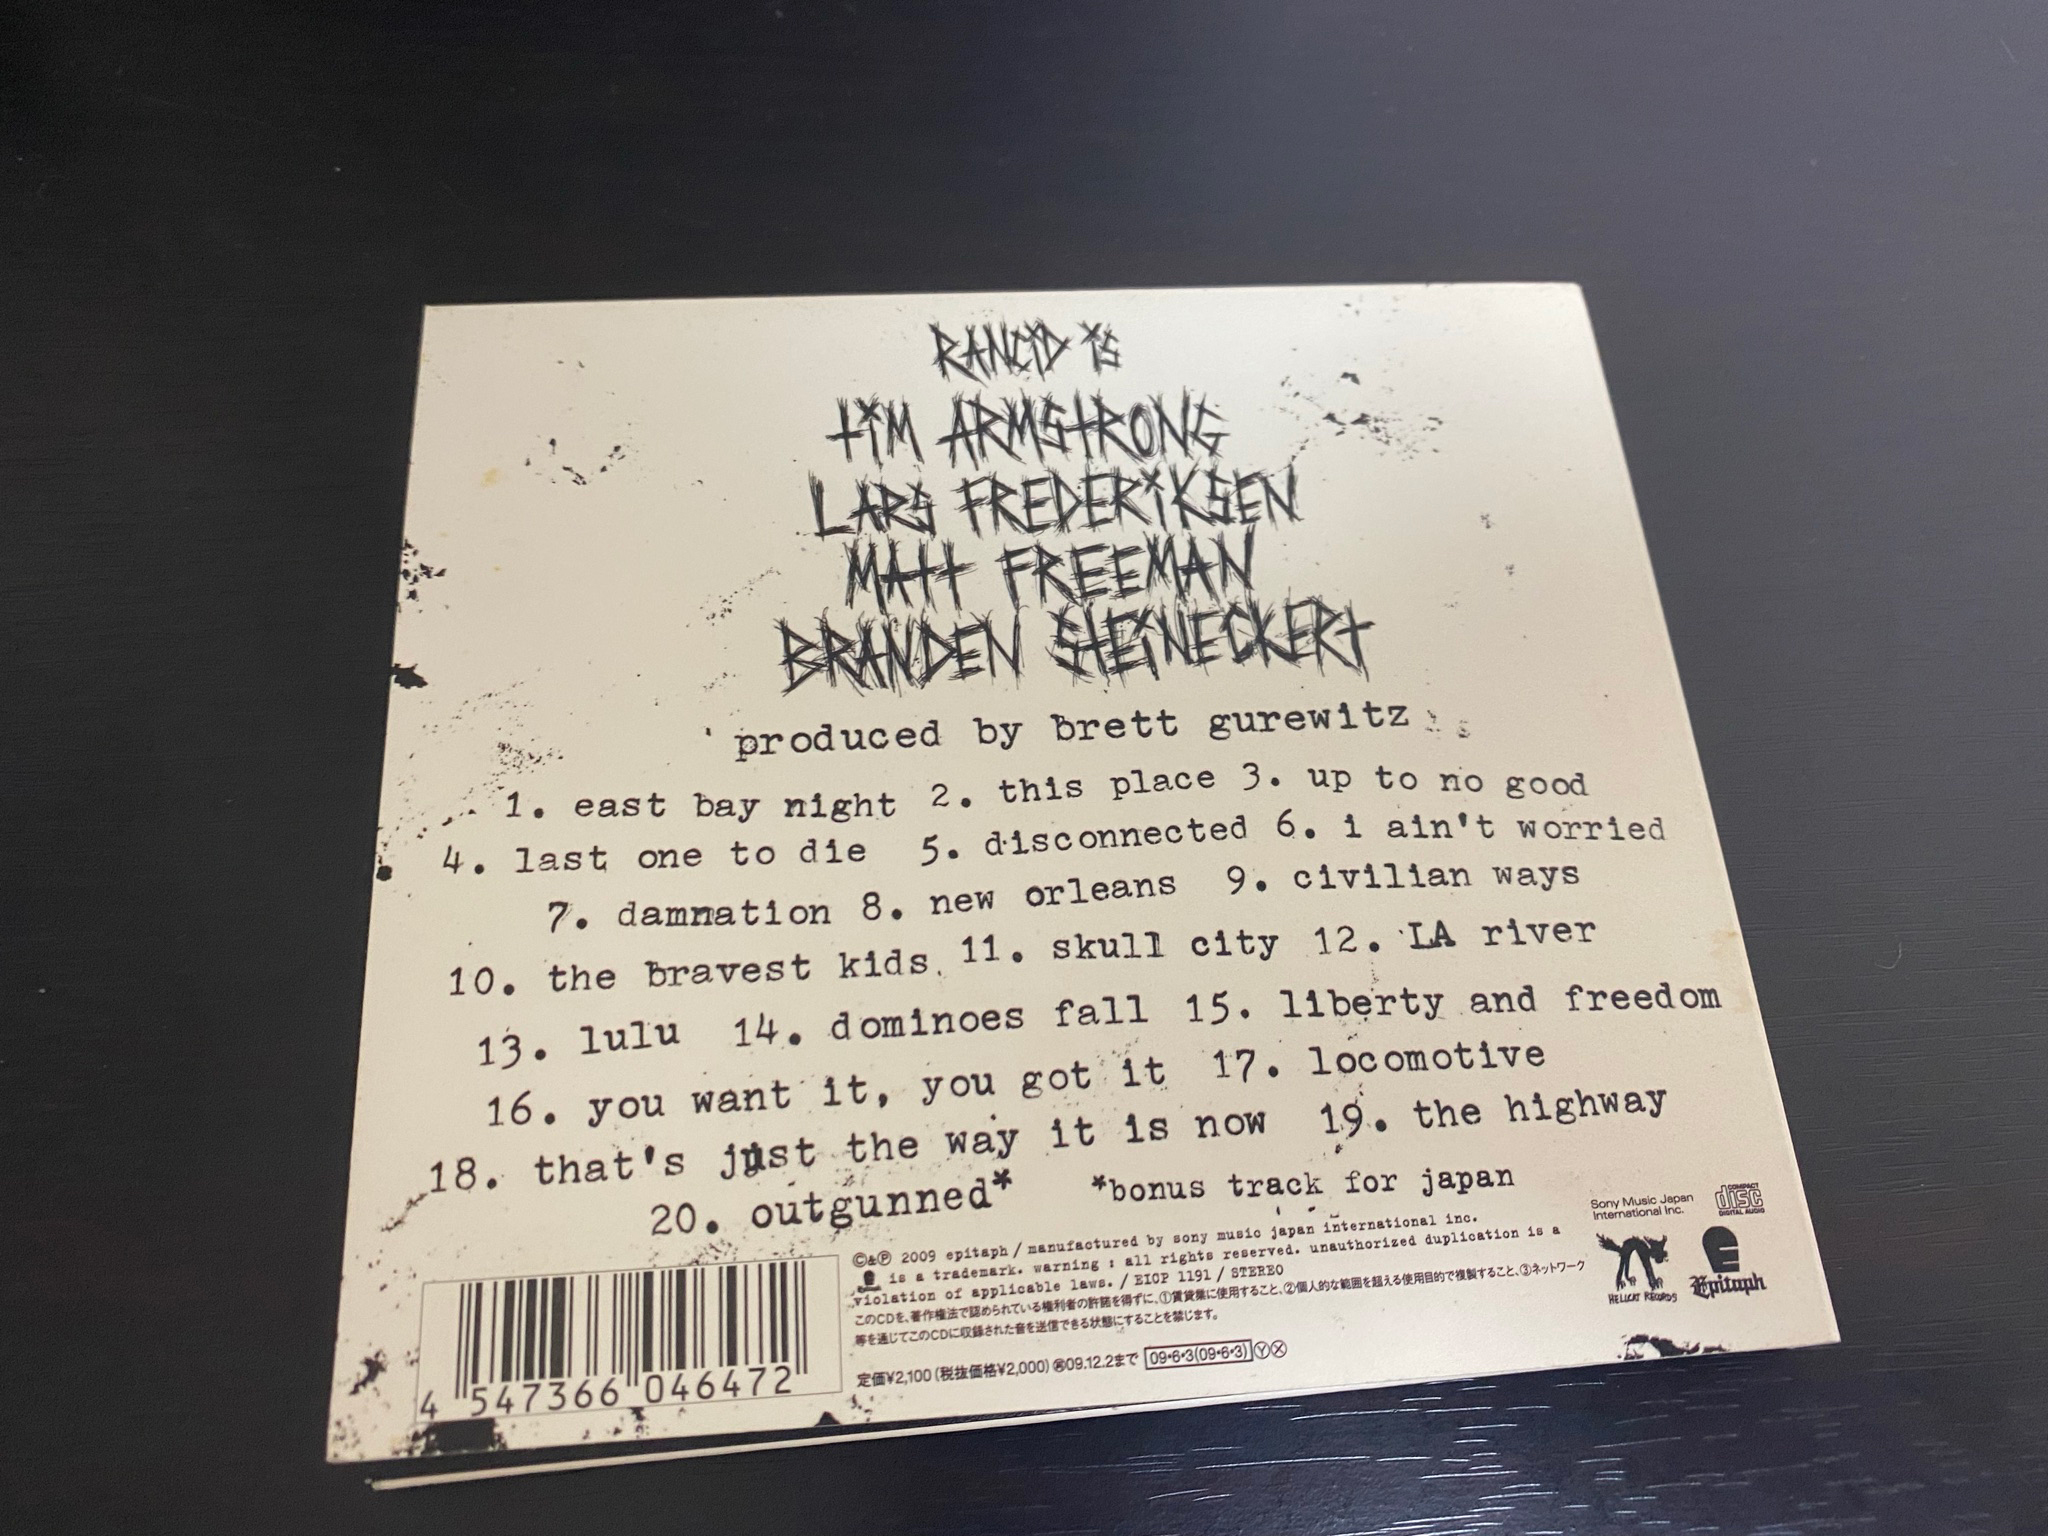 RANCiD iS
tiM ARMStRONG
LARS FREDERiKSEN
MAtt FREEMAN
BRANDEN StEiNECKERt
produced by brett gurewitz
1. east bay night 2. this place 3. up to no good
4. last one to die 5. disconnected 6. i ain't worried
7. damnation 8. new orleans 9. civilian ways
10. the bravest kids 11. skull city 12. LA river
13. lulu 14. dominoes fall 15. liberty and freedom
16. you want it, you got it 17. locomotive
18. that's just the way it is now 19. the highway
20. outgunned* *bonus track for japan
©&℗ 2009 epitaph / manufactured by sony music japan international inc.
is a trademark. warning : all rights reserved. unauthorized duplication is a
violation of applicable laws. / EICP 1191 / STEREO
このCDを、著作権法で認められている権利者の許諾を得ずに、①賃貸業に使用すること、②個人的な範囲を超える使用目的で複製すること、③ネットワーク
等を通じてこのCDに収録された音を送信できる状態にすることを禁じます。
定価¥2,100 (税抜価格¥2,000) 再09.12.2まで 09•6•3(09•6•3) Ⓨ Ⓧ
4 547366 046472
Sony Music Japan
International Inc.
COMPACT
disc
DIGITAL AUDIO
HELLCAT RECORDS
Epitaph